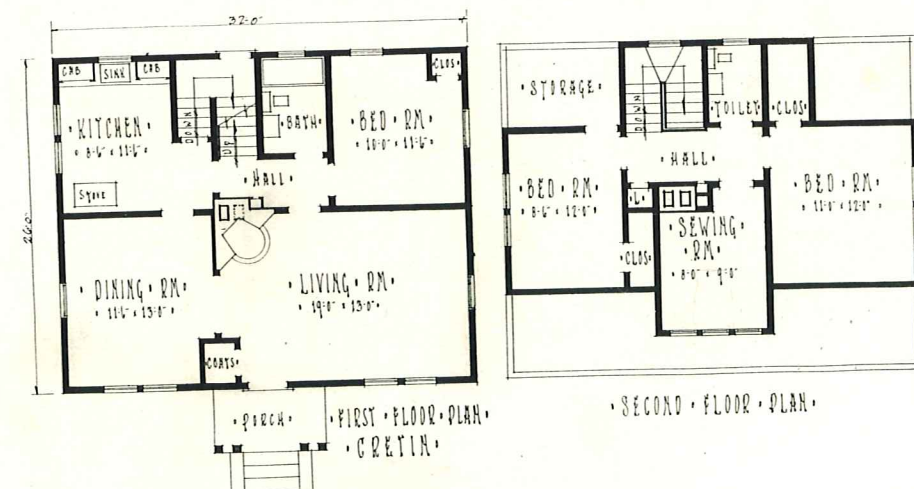 32'-0"
26'-0"
CAB
SINK
CAB
KITCHEN
8'-6" x 11'-6"
STOVE
DOWN
UP
BATH
CLOS
BED RM
10'-0" x 11'-6"
HALL
DINING RM
11'-6" x 13'-0"
LIVING RM
19'-0" x 13'-0"
COATS
PORCH
FIRST FLOOR PLAN
CRETIN
STORAGE
DOWN
TOILET
CLOS
HALL
BED RM
8'-6" x 12'-0"
L
CLOS
SEWING
RM
8'-0" x 9'-0"
BED RM
11'-0" x 12'-0"
SECOND FLOOR PLAN